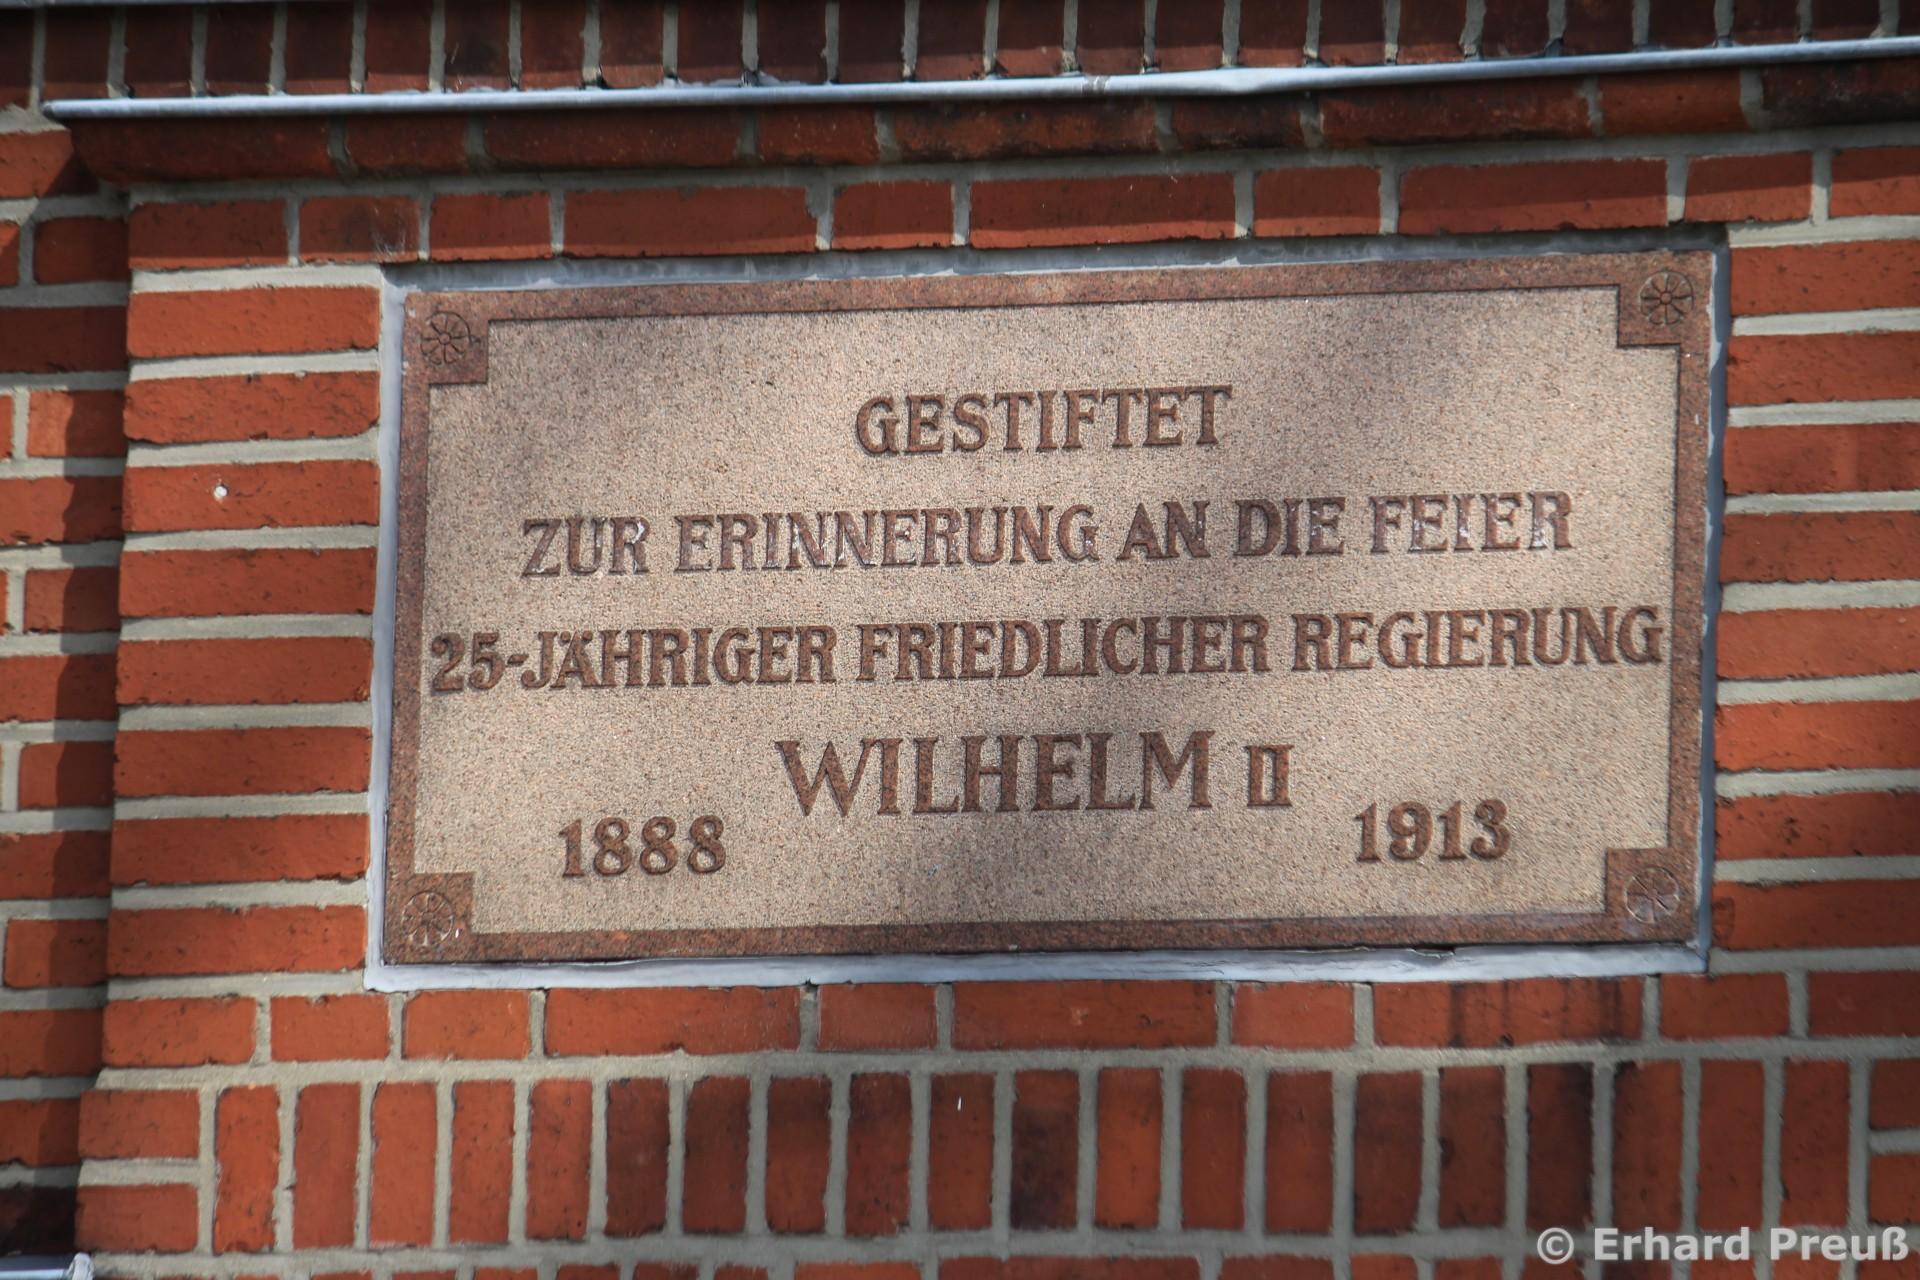 GESTIFTET
ZUR ERINNERUNG AN DIE FEIER
25-JÄHRIGER FRIEDLICHER REGIERUNG
WILHELM II
1888 1913
© Erhard Preuß